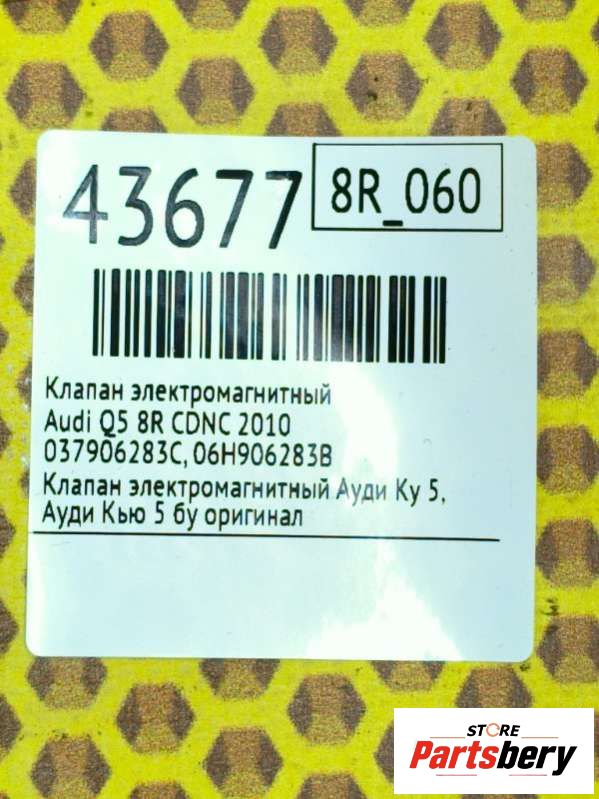 43677
8R_060
Клапан электромагнитный
Audi Q5 8R CDNC 2010
037906283C, 06H906283B
Клапан электромагнитный Ауди Ку 5,
Ауди Кью 5 бу оригинал
STORE
Partsbery